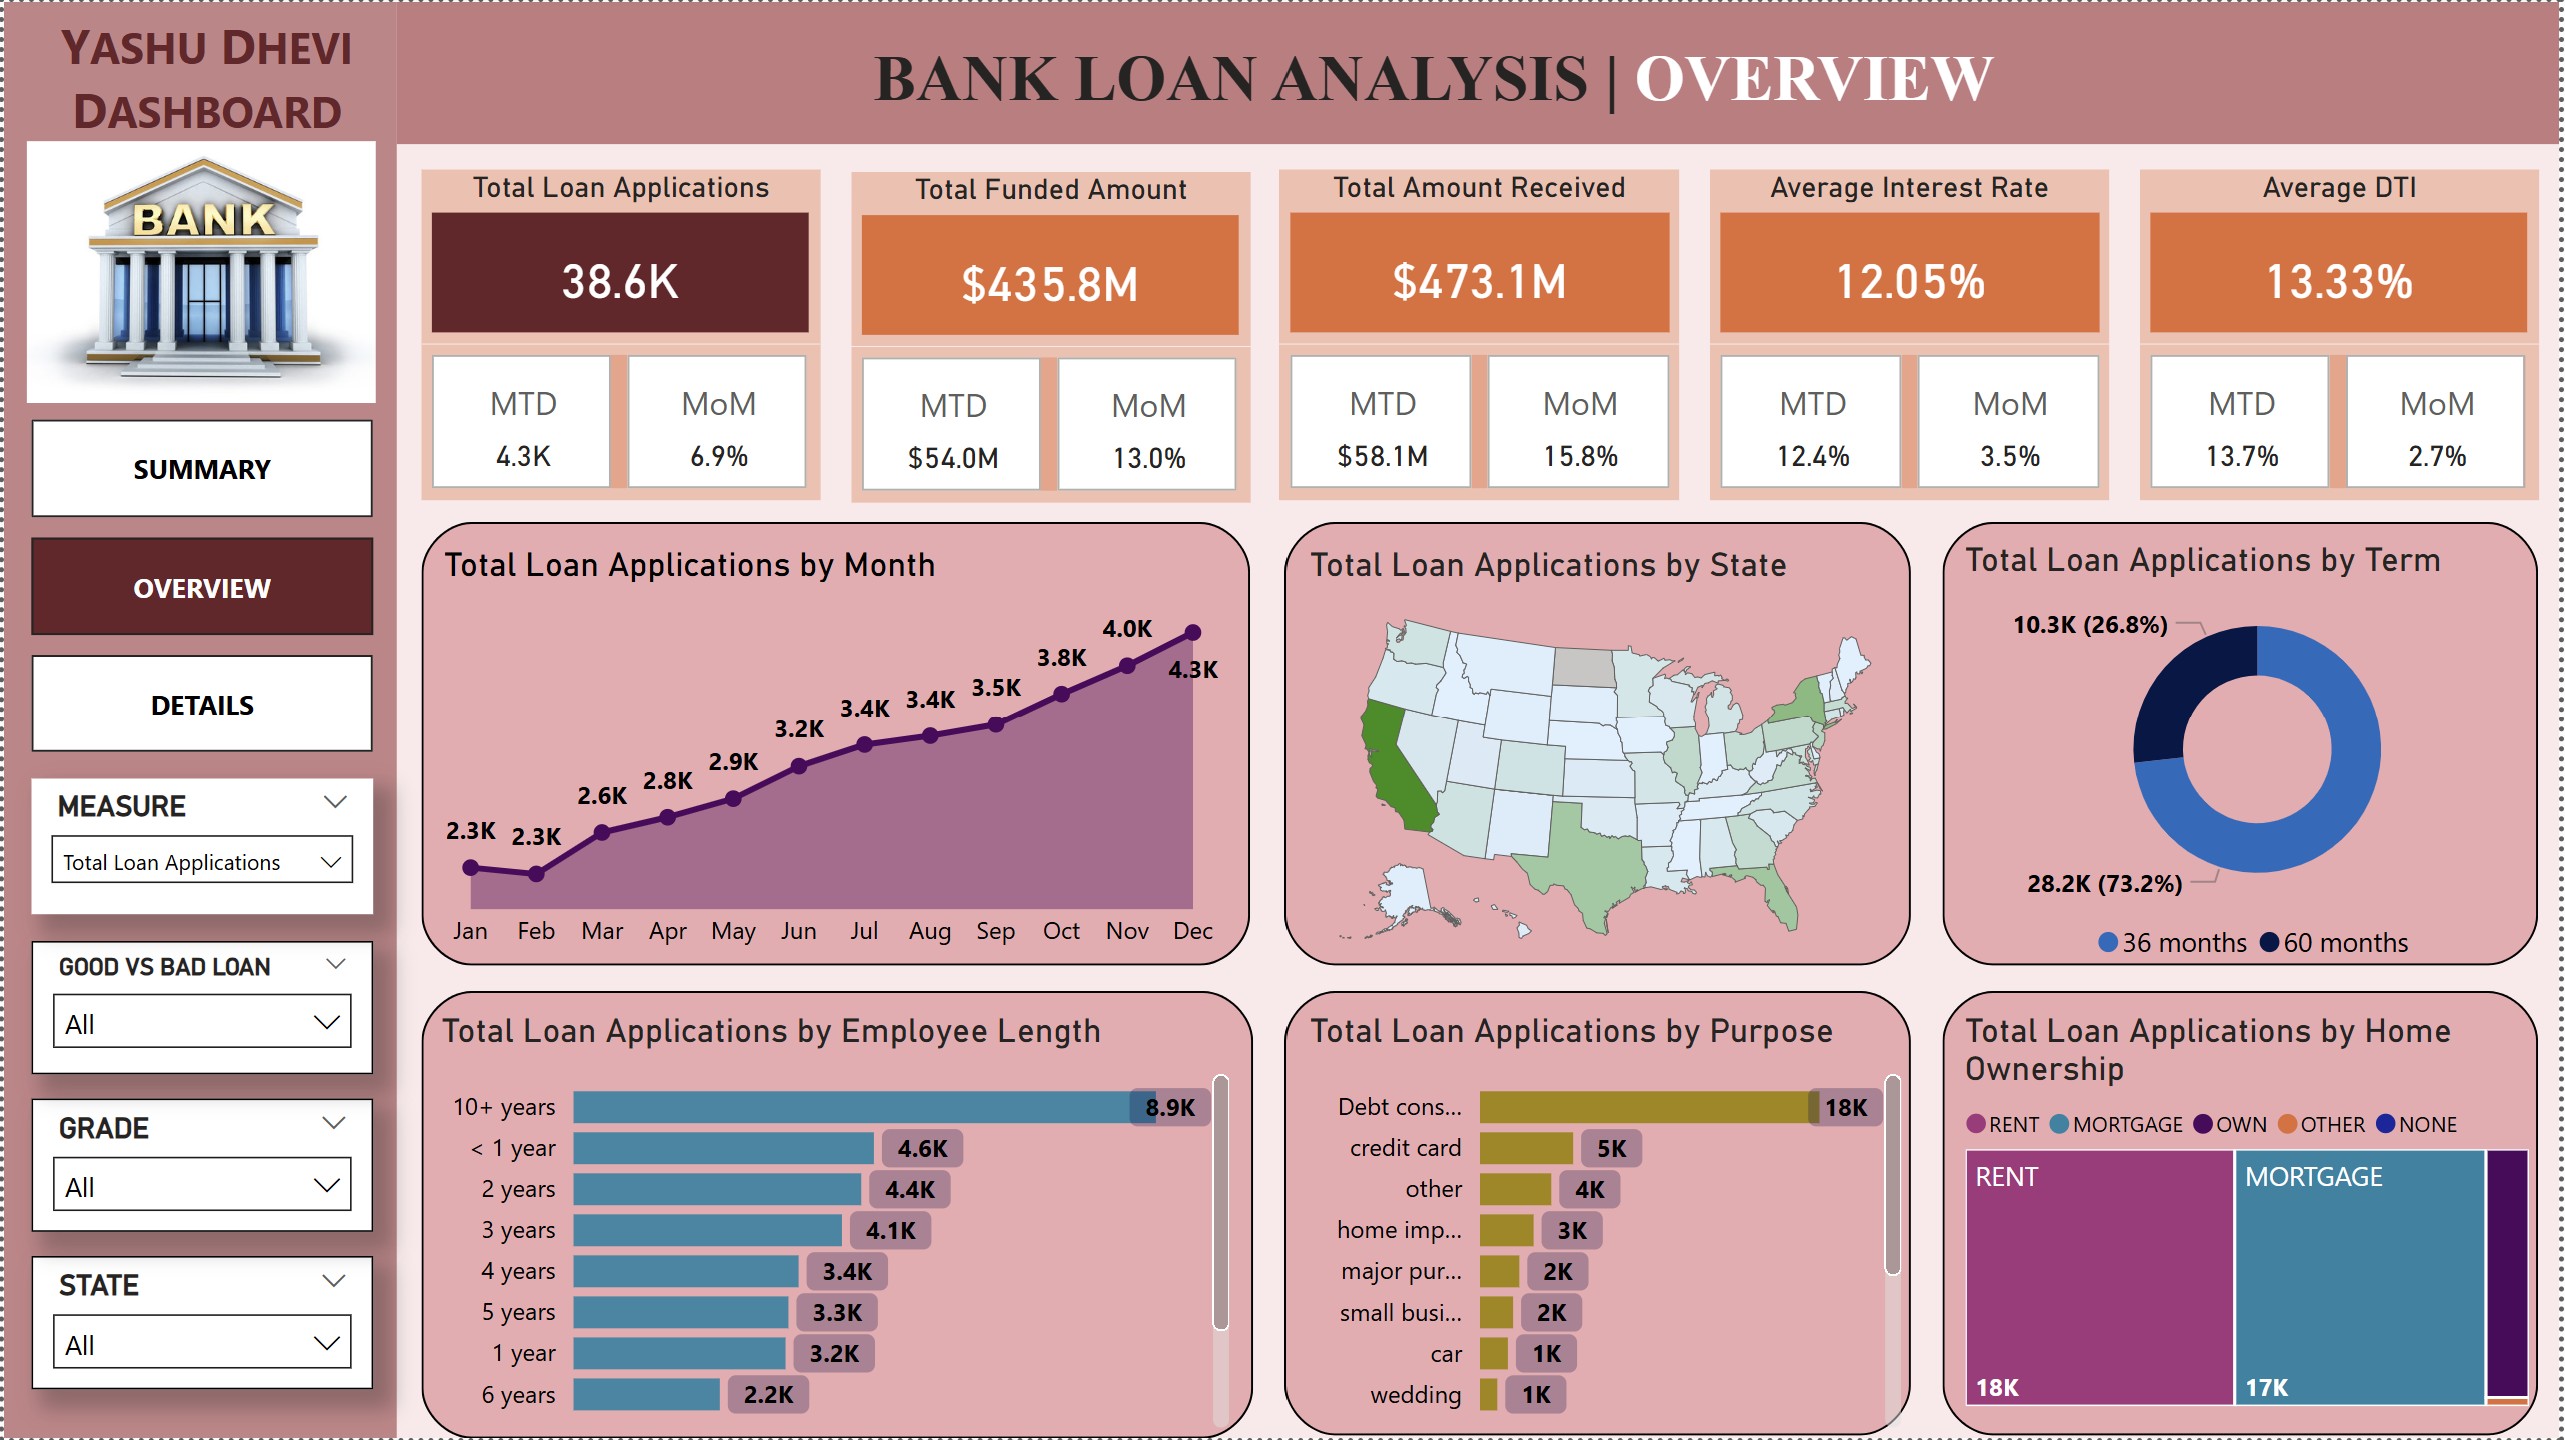 YASHU DHEVI
DASHBOARD
BANK
SUMMARY
OVERVIEW
DETAILS
MEASURE
Total Loan Applications
GOOD VS BAD LOAN
All
GRADE
All
STATE
All
BANK LOAN ANALYSIS | OVERVIEW
Total Loan Applications
38.6K
MTD MoM
4.3K 6.9%
Total Funded Amount
$435.8M
MTD MoM
$54.0M 13.0%
Total Amount Received
$473.1M
MTD MoM
$58.1M 15.8%
Average Interest Rate
12.05%
MTD MoM
12.4% 3.5%
Average DTI
13.33%
MTD MoM
13.7% 2.7%
Total Loan Applications by Month
2.3K 2.3K 2.6K 2.8K 2.9K 3.2K 3.4K 3.4K 3.5K 3.8K 4.0K 4.3K
Jan Feb Mar Apr May Jun Jul Aug Sep Oct Nov Dec
Total Loan Applications by State
Total Loan Applications by Term
10.3K (26.8%)
28.2K (73.2%)
36 months 60 months
Total Loan Applications by Employee Length
10+ years 8.9K
< 1 year 4.6K
2 years 4.4K
3 years 4.1K
4 years 3.4K
5 years 3.3K
1 year 3.2K
6 years 2.2K
Total Loan Applications by Purpose
Debt cons... 18K
credit card 5K
other 4K
home imp... 3K
major pur... 2K
small busi... 2K
car 1K
wedding 1K
Total Loan Applications by Home
Ownership
RENT MORTGAGE OWN OTHER NONE
RENT MORTGAGE
18K 17K